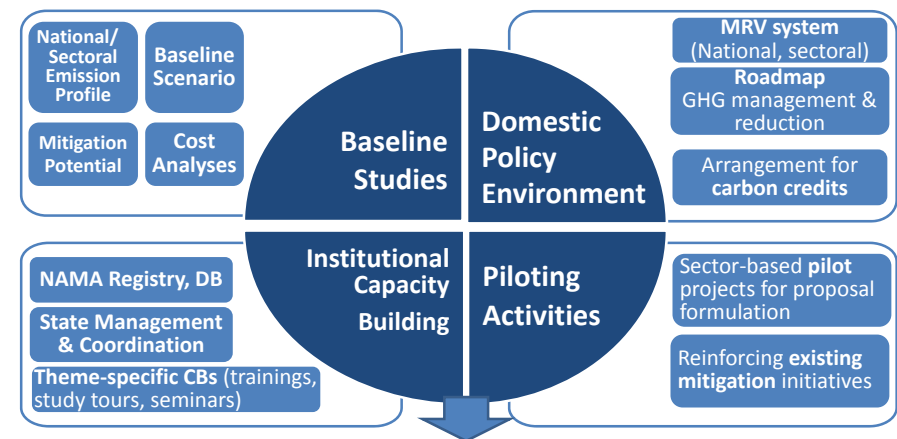 National/
Sectoral
Emission
Profile
Baseline
Scenario
Mitigation
Potential
Cost
Analyses
Baseline
Studies
Domestic
Policy
Environment
MRV system
(National, sectoral)
Roadmap
GHG management &
reduction
Arrangement for
carbon credits
NAMA Registry, DB
State Management
& Coordination
Theme-specific CBs (trainings,
study tours, seminars)
Institutional
Capacity
Building
Piloting
Activities
Sector-based pilot
projects for proposal
formulation
Reinforcing existing
mitigation initiatives